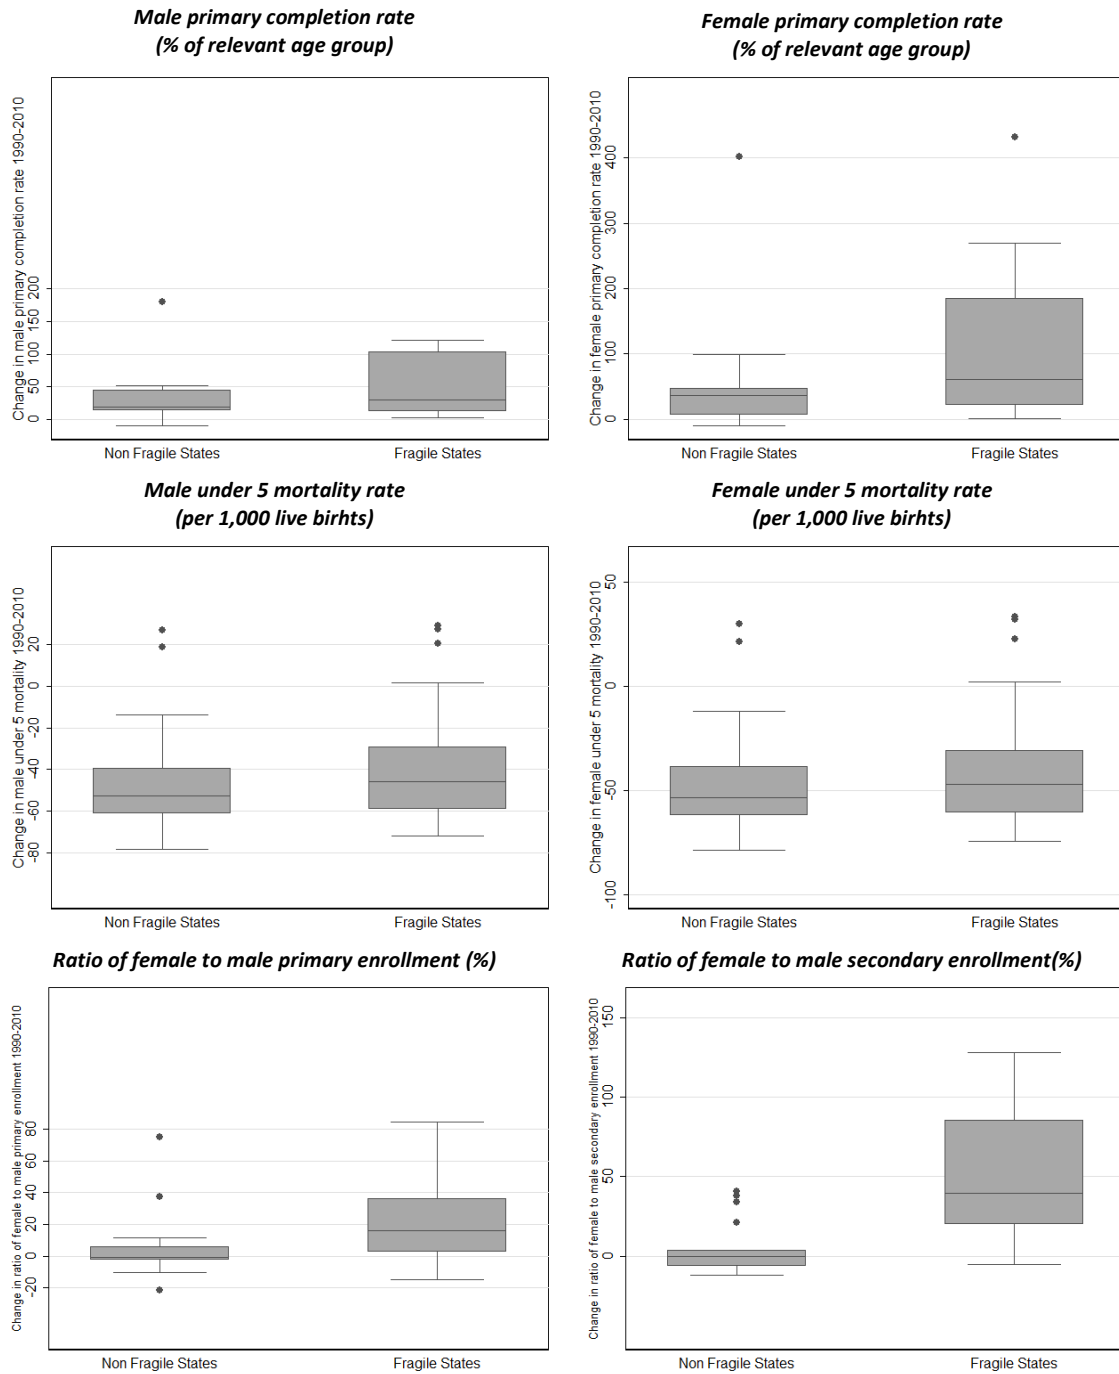 Male primary completion rate
(% of relevant age group)
Change in male primary completion rate 1990-2010
200
150
100
50
0
Non Fragile States
Fragile States
Female primary completion rate
(% of relevant age group)
Change in female primary completion rate 1990-2010
400
300
200
100
0
Non Fragile States
Fragile States
Male under 5 mortality rate
(per 1,000 live birhts)
Change in male under 5 mortality 1990-2010
20
0
-20
-40
-60
-80
Non Fragile States
Fragile States
Female under 5 mortality rate
(per 1,000 live birhts)
Change in female under 5 mortality 1990-2010
50
0
-50
-100
Non Fragile States
Fragile States
Ratio of female to male primary enrollment (%)
Change in ratio of female to male primary enrollment 1990-2010
80
60
40
20
0
-20
Non Fragile States
Fragile States
Ratio of female to male secondary enrollment(%)
Change in ratio of female to male secondary enrollment 1990-2010
150
100
50
0
Non Fragile States
Fragile States